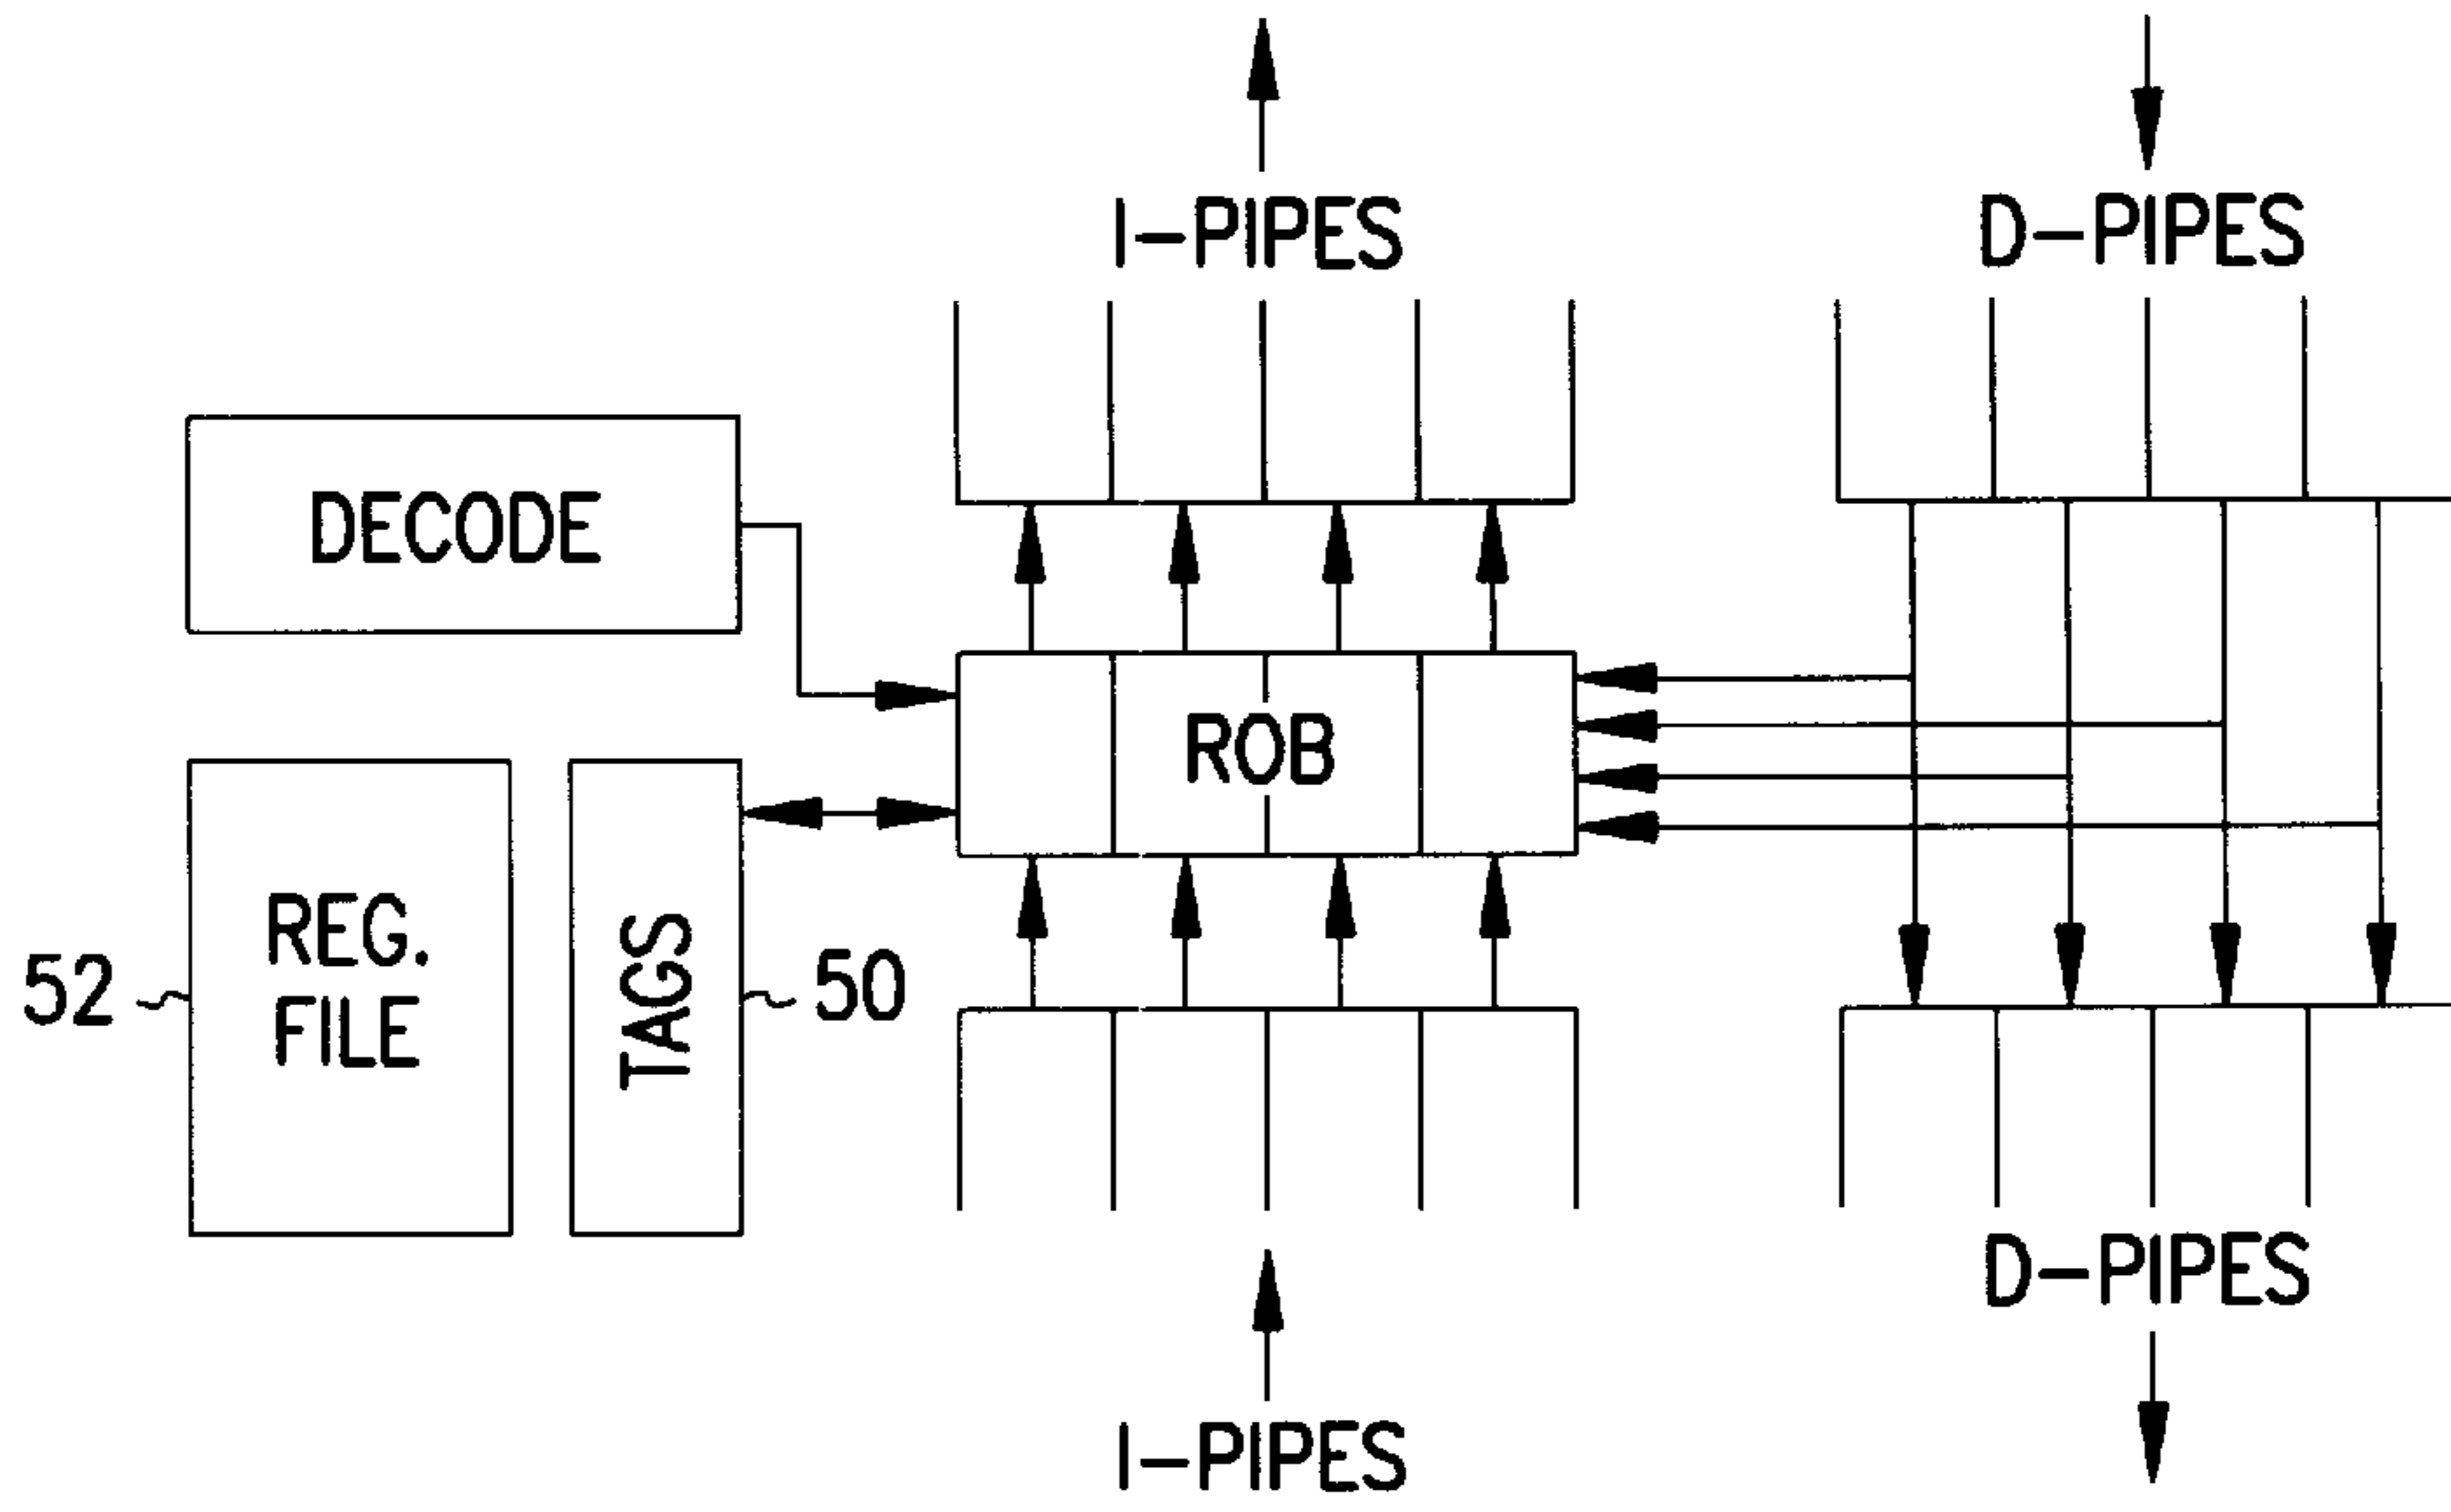 I-PIPES
D-PIPES
DECODE
ROB
REG.
FILE
52
TAGS
50
D-PIPES
I-PIPES